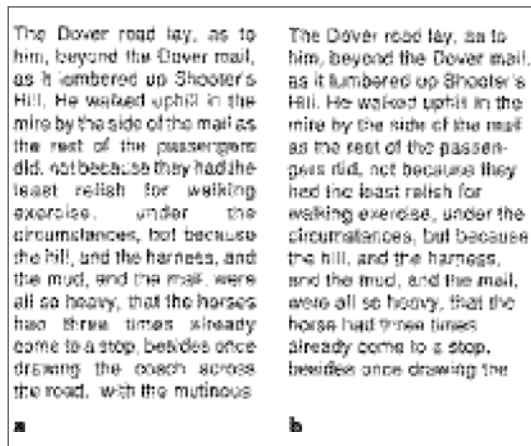 The Dover road lay, as to
him, beyond the Dover mail,
as it lumbered up Shooter's
Hill. He walked uphill in the
mire by the side of the mail as
the rest of the passengers
did, not because they had the
least relish for walking
exercise, under the
circumstances, but because
the hill, and the harness, and
the mud, and the mail, were
all so heavy, that the horses
had three times already
come to a stop, besides once
drawing the coach across
the road, with the mutinous
a
The Dover road lay, as to
him, beyond the Dover mail,
as it lumbered up Shooter's
Hill. He walked uphill in the
mire by the side of the mail
as the rest of the passen-
gers did, not because they
had the least relish for
walking exercise, under the
circumstances, but because
the hill, and the harness,
and the mud, and the mail,
were all so heavy, that the
horse had three times
already come to a stop,
besides once drawing the
b